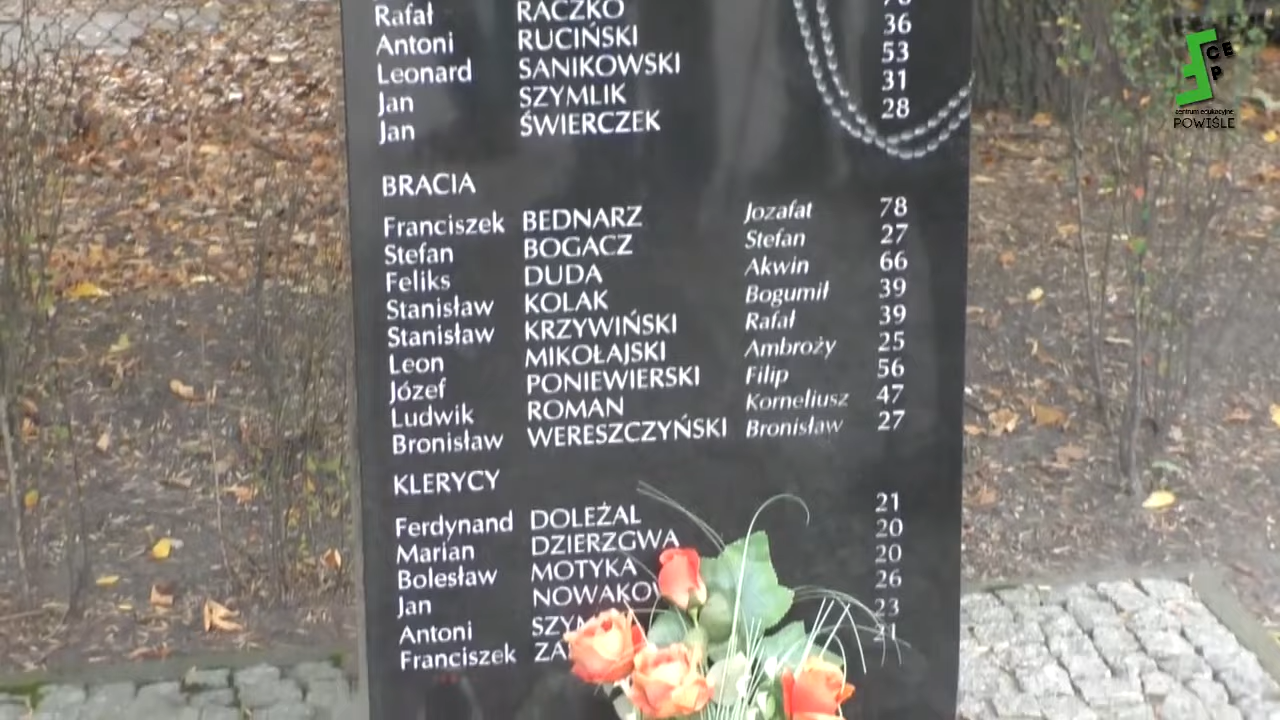 Rafał RACZKO
Antoni RUCIŃSKI 36
Leonard SANIKOWSKI 53
Jan SZYMLIK 31
Jan ŚWIERCZEK 28
BRACIA
Franciszek BEDNARZ Jozafat 78
Stefan BOGACZ Stefan 27
Feliks DUDA Akwin 66
Stanisław KOLAK Bogumił 39
Stanisław KRZYWIŃSKI Rafał 39
Leon MIKOŁAJSKI Ambroży 25
Józef PONIEWIERSKI Filip 56
Ludwik ROMAN Korneliusz 47
Bronisław WERESZCZYŃSKI Bronisław 27
KLERYCY
Ferdynand DOLEŻAL 21
Marian DZIERZGWA 20
Bolesław MOTYKA 20
Jan 26
Antoni 23
Franciszek 21
CEP
centrum edukacyjne
POWIŚLE